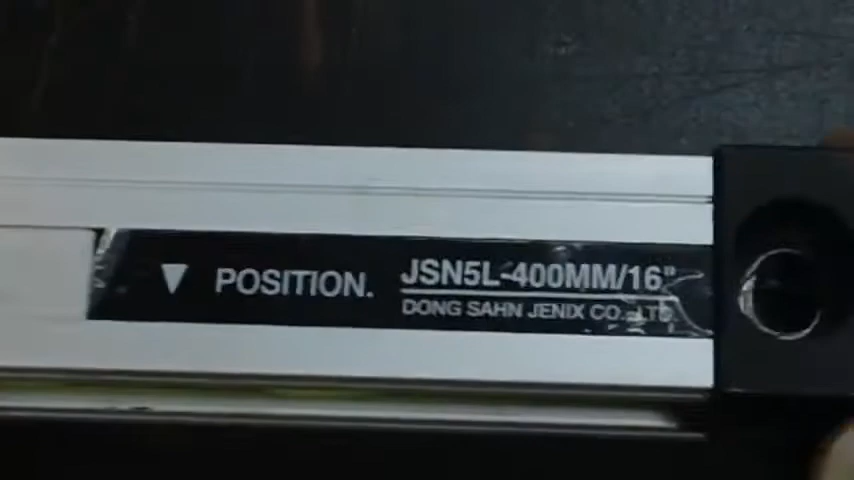 ▼ POSITION. JSN5L-400MM/16"
DONG SAHN JENIX CO., LTD.